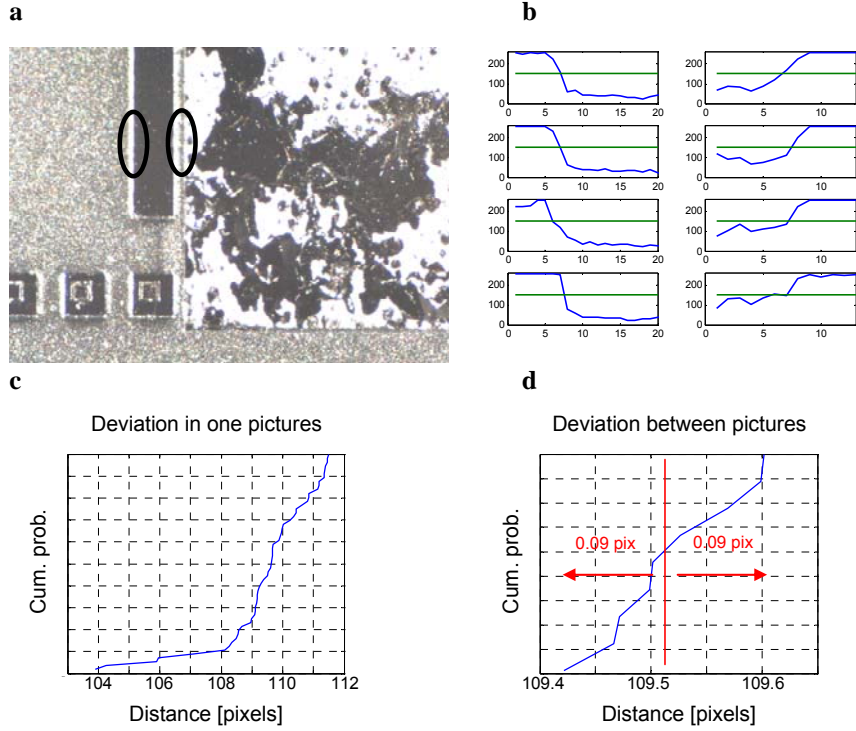 a
b
200
100
0
0 5 10 15 20
200
100
0
0 5 10
200
100
0
0 5 10 15 20
200
100
0
0 5 10
200
100
0
0 5 10 15 20
200
100
0
0 5 10
200
100
0
0 5 10 15 20
200
100
0
0 5 10
c
d
Deviation in one pictures
Cum. prob.
104 106 108 110 112
Distance [pixels]
Deviation between pictures
Cum. prob.
0.09 pix 0.09 pix
109.4 109.5 109.6
Distance [pixels]